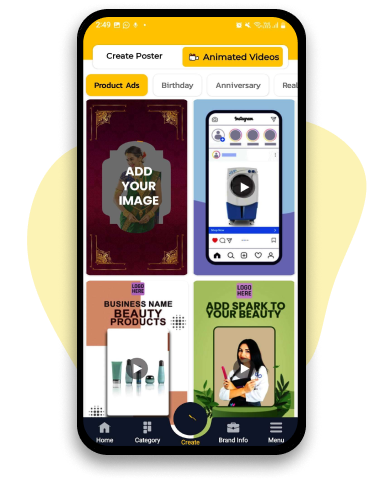 2:49
Create Poster
Animated Videos
Product Ads
Birthday
Anniversary
Real
ADD
YOUR
IMAGE
Instagram
LOGO
HERE
BUSINESS NAME
BEAUTY
PRODUCTS
LOGO
HERE
ADD SPARK TO
YOUR BEAUTY
Home
Category
Create
Brand Info
Menu